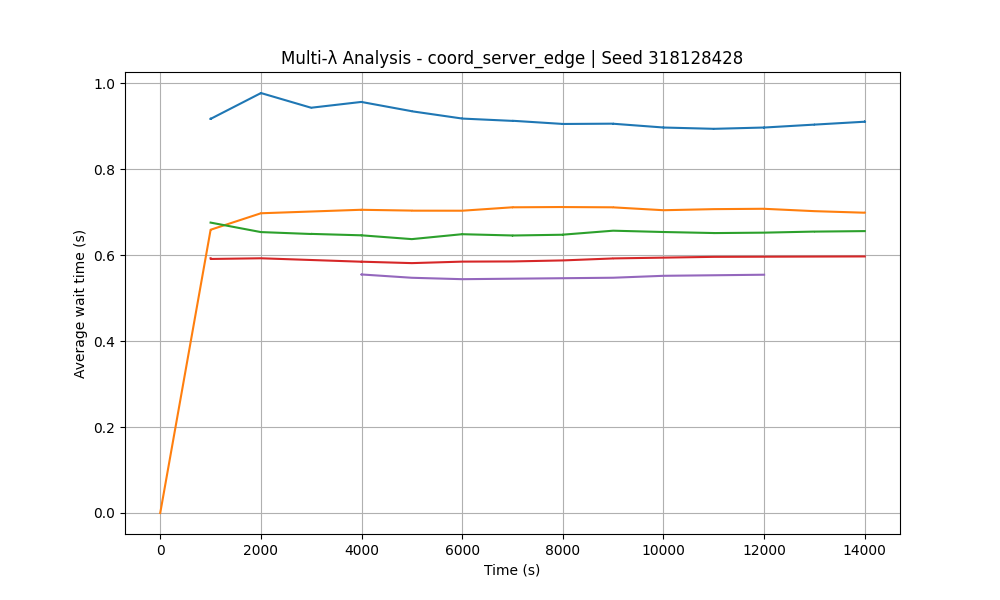 Multi-λ Analysis - coord_server_edge | Seed 318128428
Average wait time (s)
1.0
0.8
0.6
0.4
0.2
0.0
0 2000 4000 6000 8000 10000 12000 14000
Time (s)